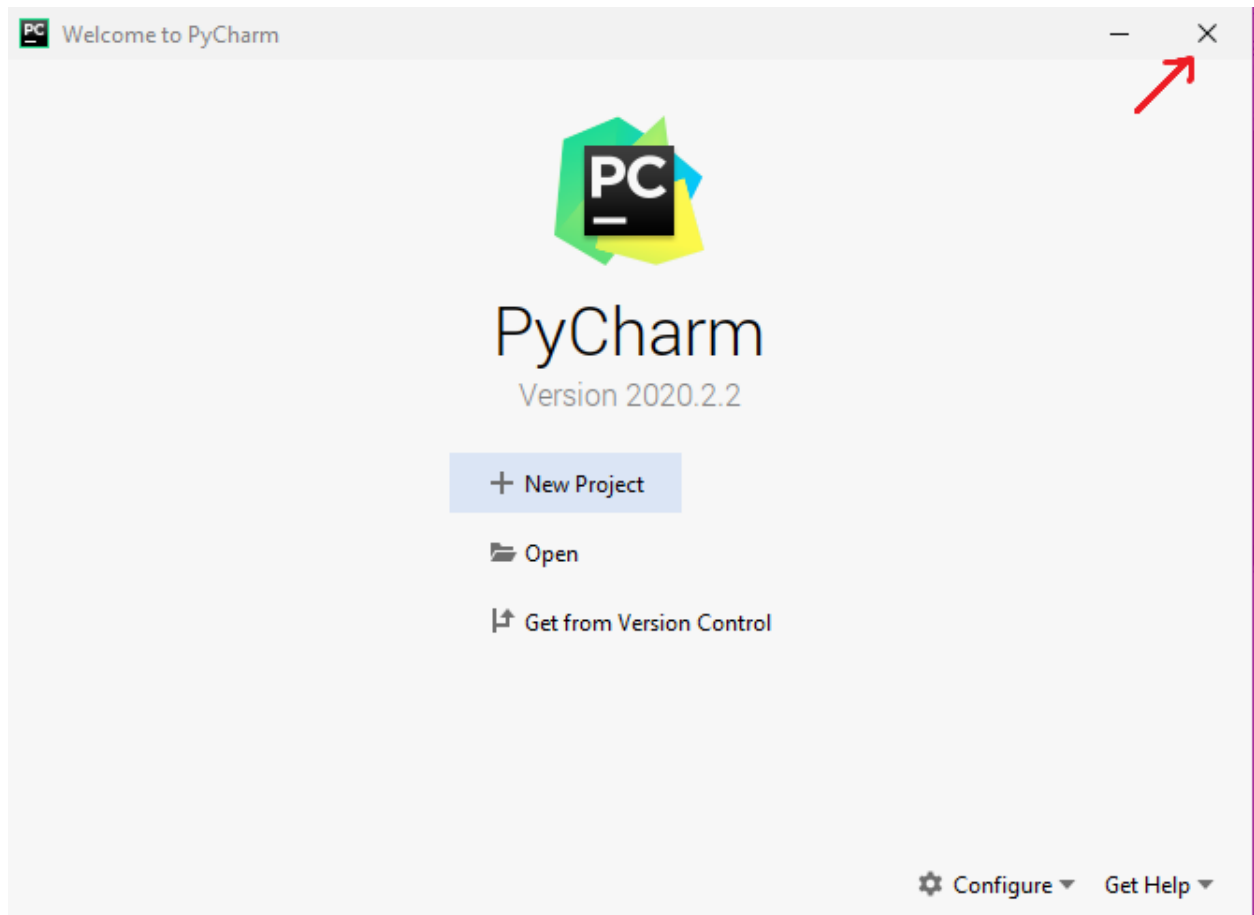 PC Welcome to PyCharm
PC
PyCharm
Version 2020.2.2
New Project
Open
Get from Version Control
Configure Get Help